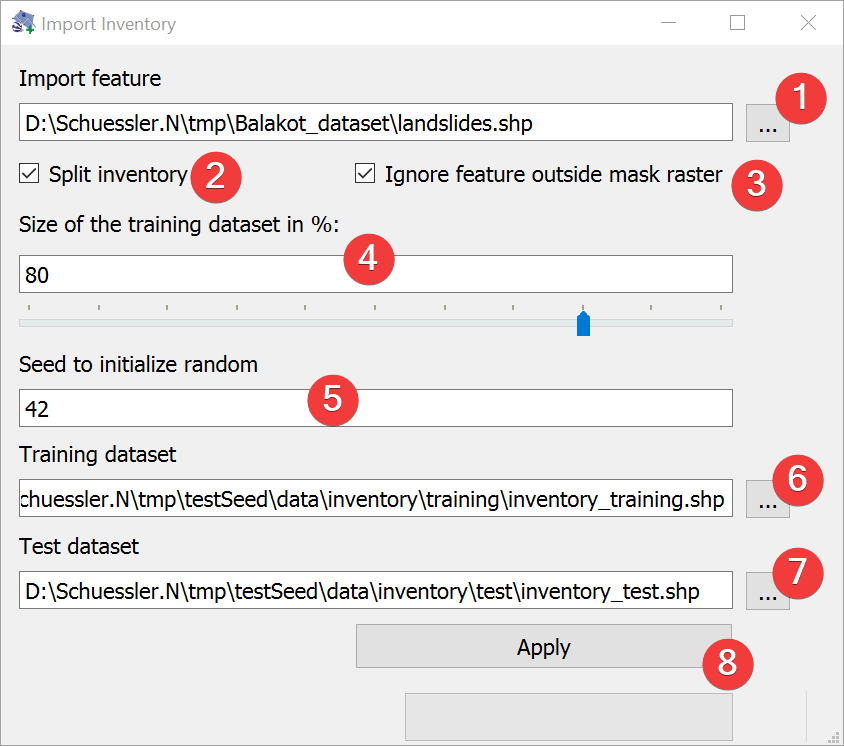 Import Inventory
Import feature
D:\Schuessler.N\tmp\Balakot_dataset\landslides.shp
...
1
Split inventory
2
Ignore feature outside mask raster
3
Size of the training dataset in %:
4
80
Seed to initialize random
5
42
Training dataset
chuessler.N\tmp\testSeed\data\inventory\training\inventory_training.shp
...
6
Test dataset
D:\Schuessler.N\tmp\testSeed\data\inventory\test\inventory_test.shp
...
7
Apply
8